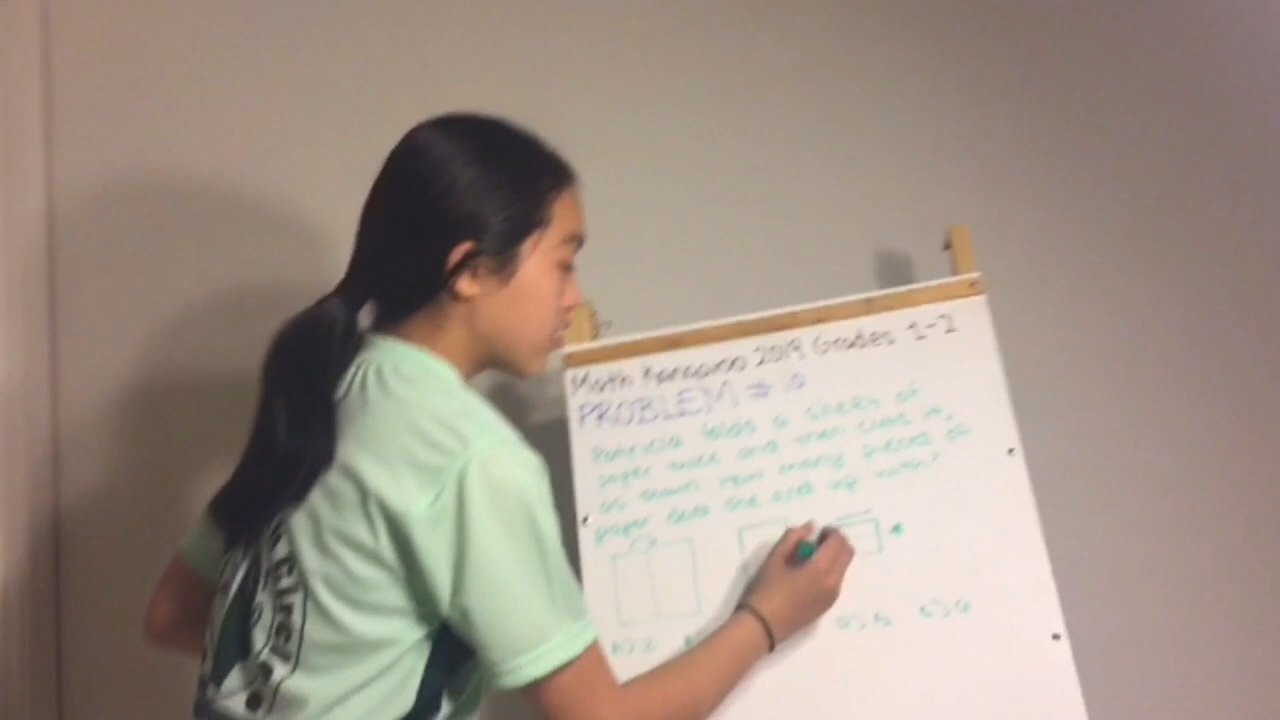 Math Kangaroo 2019 Grades 1-2
PROBLEM # 10
Patricia folds a sheet of
paper twice and then cuts it,
as shown. How many pieces of
paper does she end up with?
A) 2